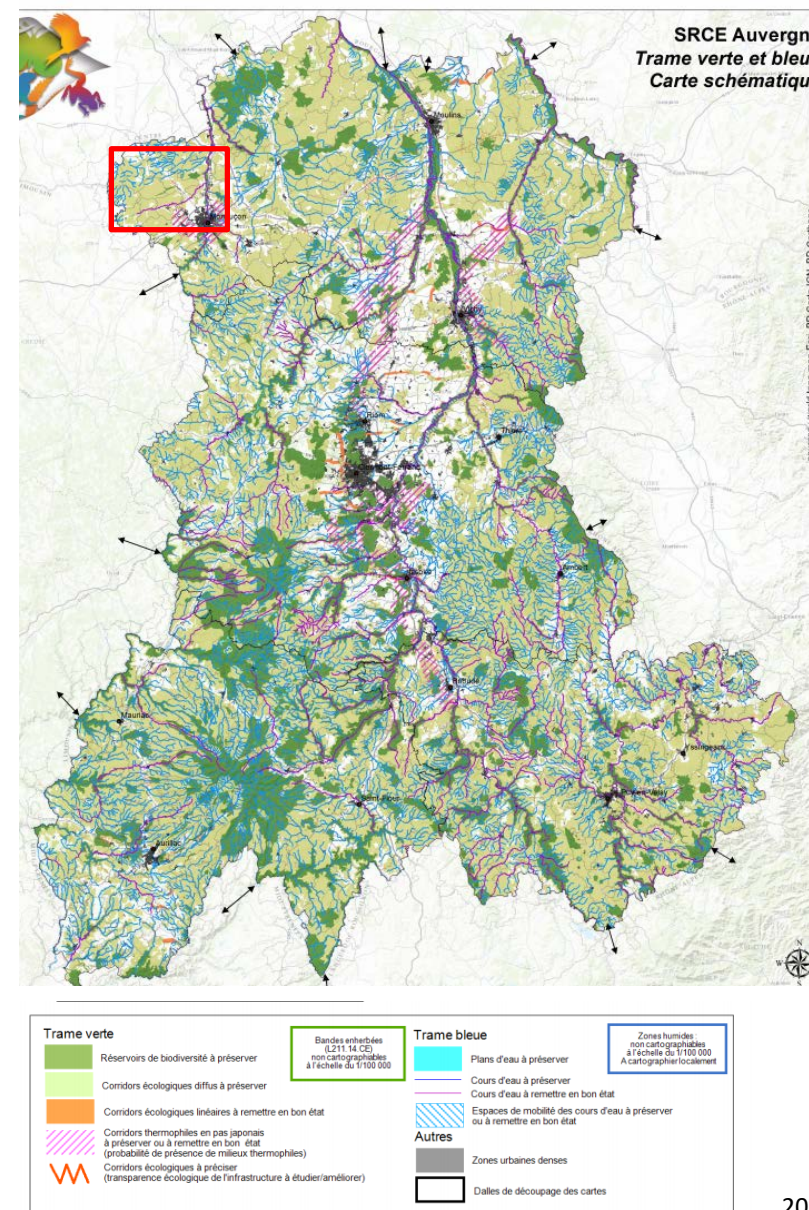 SRCE Auvergn
Trame verte et bleu
Carte schématiqu
Moulins
Vichy
Riom
Thiers
Issoire
Ambert
Brioude
Mauriac
Yssingeaux
Saint-Flour
Aurillac
N
W
Trame verte
Réservoirs de biodiversité à préserver
Corridors écologiques diffus à préserver
Corridors écologiques linéaires à remettre en bon état
Corridors thermophiles en pas japonais
à préserver ou à remettre en bon état
(probabilité de présence de milieux thermophiles)
Corridors écologiques à préciser
(transparence écologique de l'infrastructure à étudier/améliorer)
Bandes enherbées
(L211.14 CE)
non cartographiables
à l'échelle du 1/100 000
Trame bleue
Plans d'eau à préserver
Cours d'eau à préserver
Cours d'eau à remettre en bon état
Espaces de mobilité des cours d'eau à préserver
ou à remettre en bon état
Autres
Zones urbaines denses
Dalles de découpage des cartes
Zones humides
non cartographiables
à l'échelle du 1/100 000
A cartographier localement
20